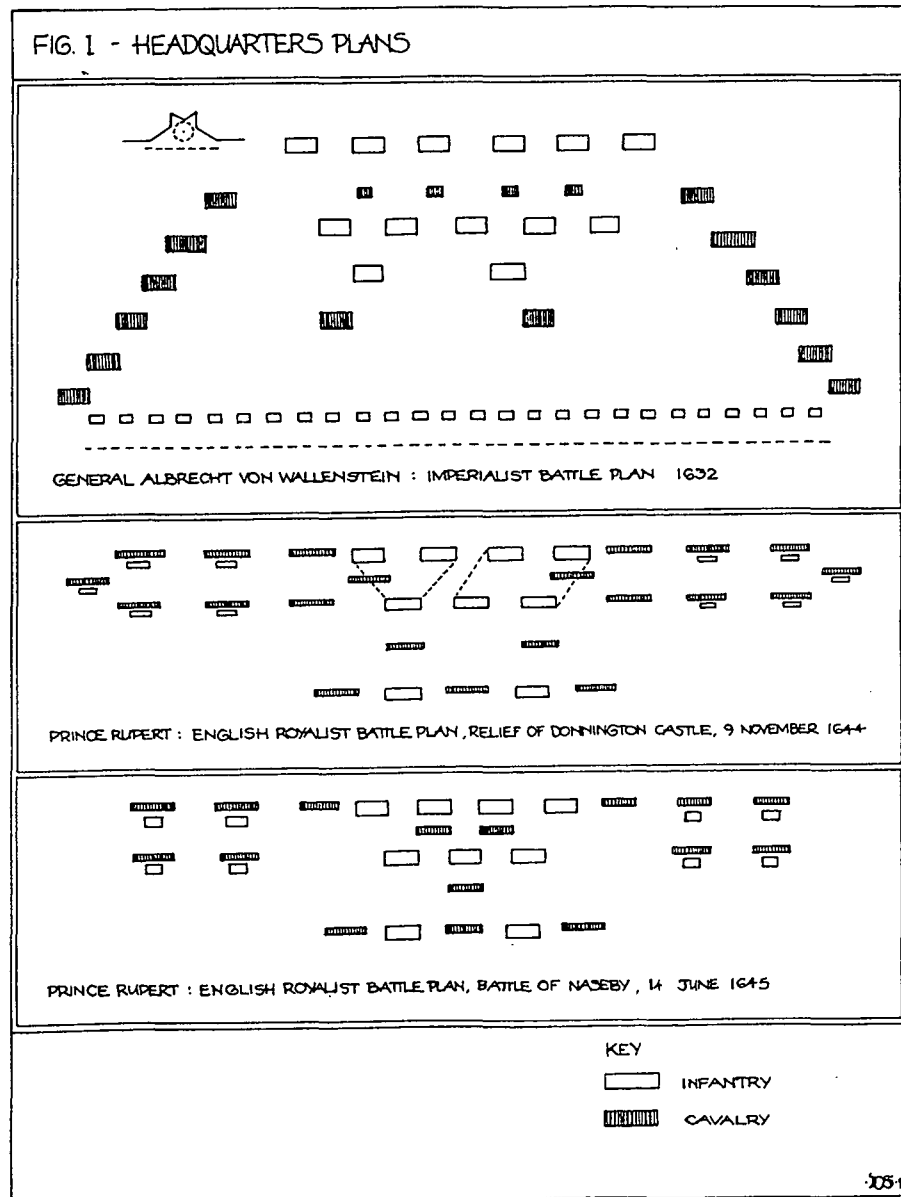 FIG. I - HEADQUARTERS PLANS
GENERAL ALBRECHT VON WALLENSTEIN : IMPERIALIST BATTLE PLAN 1632
PRINCE RUPERT : ENGLISH ROYALIST BATTLE PLAN, RELIEF OF DONNINGTON CASTLE, 9 NOVEMBER 1644
PRINCE RUPERT : ENGLISH ROYALIST BATTLE PLAN, BATTLE OF NASEBY, 14 JUNE 1645
KEY
INFANTRY
CAVALRY